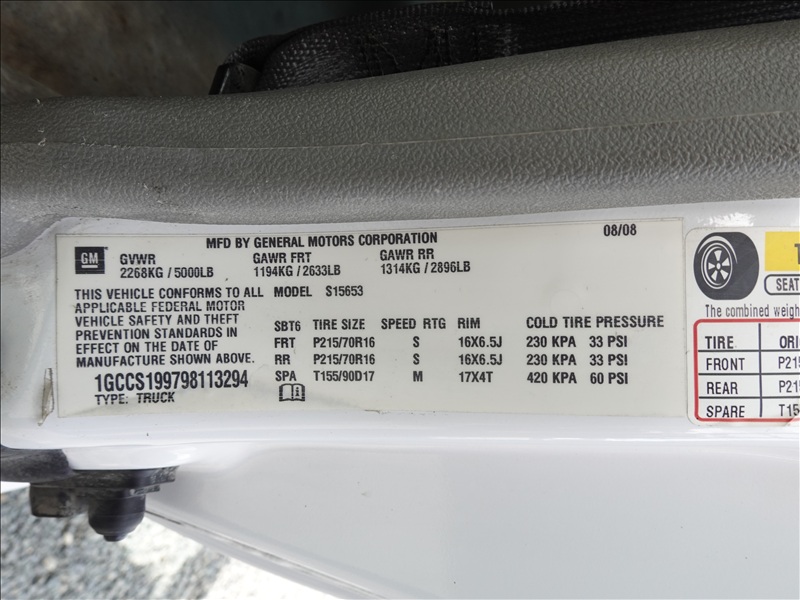 MFD BY GENERAL MOTORS CORPORATION 08/08
GM
GVWR GAWR FRT GAWR RR
2268KG / 5000LB 1194KG / 2633LB 1314KG / 2896LB
THIS VEHICLE CONFORMS TO ALL
APPLICABLE FEDERAL MOTOR
VEHICLE SAFETY AND THEFT
PREVENTION STANDARDS IN
EFFECT ON THE DATE OF
MANUFACTURE SHOWN ABOVE.
1GCCS199798113294
TYPE: TRUCK
MODEL S15653
SBT6 TIRE SIZE SPEED RTG RIM COLD TIRE PRESSURE
FRT P215/70R16 S 16X6.5J 230 KPA 33 PSI
RR P215/70R16 S 16X6.5J 230 KPA 33 PSI
SPA T155/90D17 M 17X4T 420 KPA 60 PSI
SEAT
The combined weigh
TIRE ORI
FRONT P215
REAR P215
SPARE T15